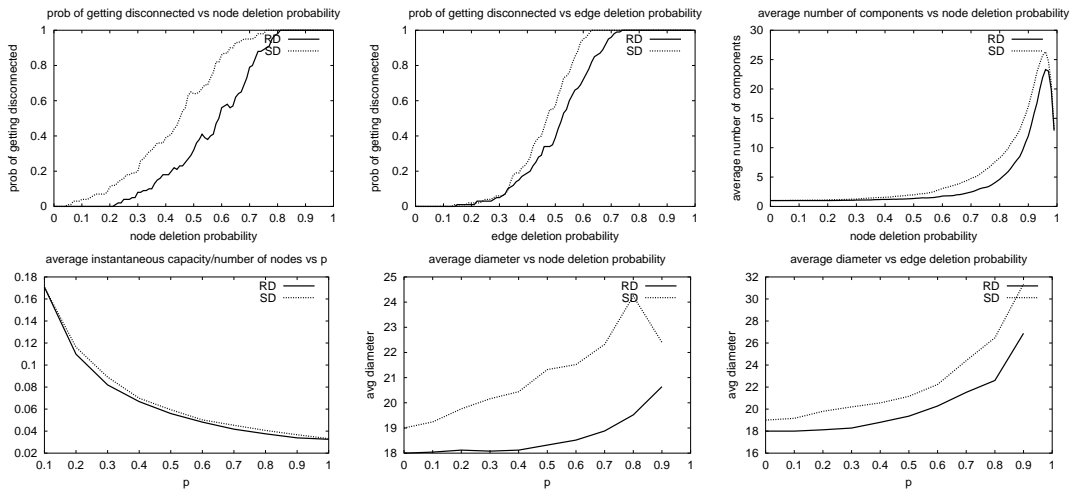 prob of getting disconnected vs node deletion probability
prob of getting disconnected
1
0.8
0.6
0.4
0.2
0
RD
SD
0 0.1 0.2 0.3 0.4 0.5 0.6 0.7 0.8 0.9 1
node deletion probability
prob of getting disconnected vs edge deletion probability
prob of getting disconnected
1
0.8
0.6
0.4
0.2
0
RD
SD
0 0.1 0.2 0.3 0.4 0.5 0.6 0.7 0.8 0.9 1
edge deletion probability
average number of components vs node deletion probability
average number of components
30
25
20
15
10
5
0
RD
SD
0 0.1 0.2 0.3 0.4 0.5 0.6 0.7 0.8 0.9 1
node deletion probability
average instantaneous capacity/number of nodes vs p
0.18
0.16
0.14
0.12
0.1
0.08
0.06
0.04
0.02
RD
SD
0.1 0.2 0.3 0.4 0.5 0.6 0.7 0.8 0.9 1
p
average diameter vs node deletion probability
avg diameter
25
24
23
22
21
20
19
18
RD
SD
0 0.1 0.2 0.3 0.4 0.5 0.6 0.7 0.8 0.9 1
p
average diameter vs edge deletion probability
avg diameter
32
30
28
26
24
22
20
18
16
RD
SD
0 0.1 0.2 0.3 0.4 0.5 0.6 0.7 0.8 0.9 1
p